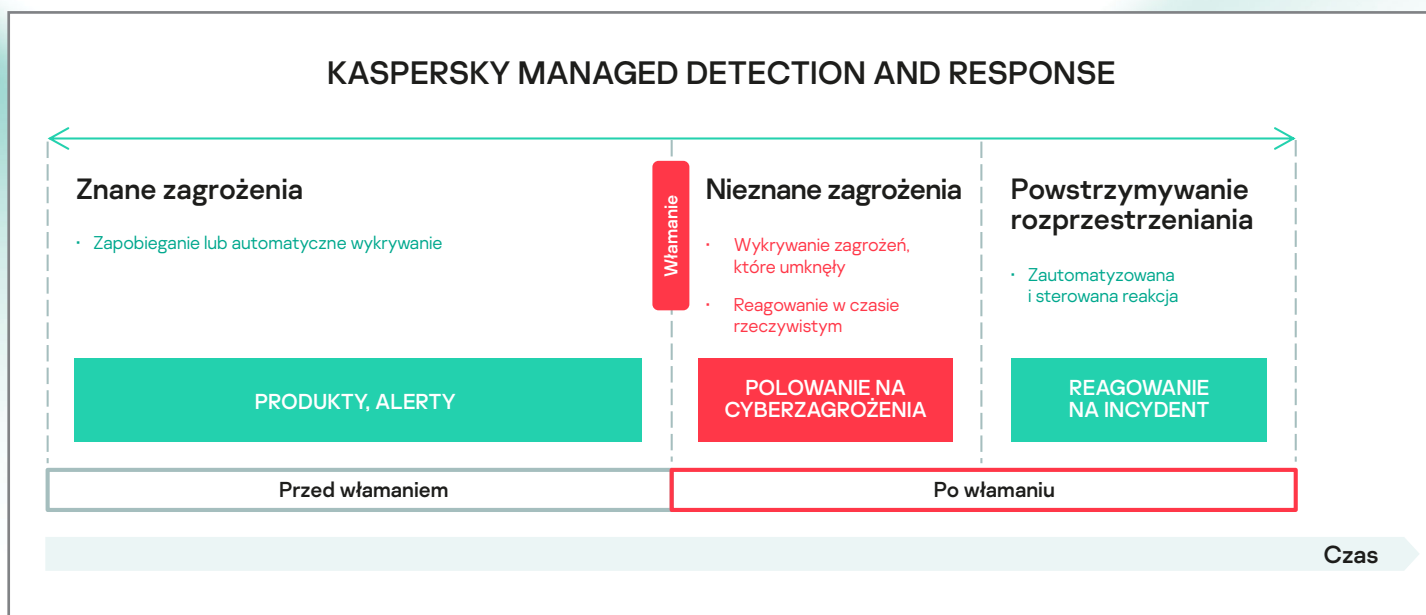 KASPERSKY MANAGED DETECTION AND RESPONSE
Znane zagrożenia
· Zapobieganie lub automatyczne wykrywanie
PRODUKTY, ALERTY
Włamanie
Nieznane zagrożenia
· Wykrywanie zagrożeń,
które umknęły
· Reagowanie w czasie
rzeczywistym
POLOWANIE NA
CYBERZAGROŻENIA
Powstrzymywanie
rozprzestrzeniania
· Zautomatyzowana
i sterowana reakcja
REAGOWANIE
NA INCYDENT
Przed włamaniem
Po włamaniu
Czas